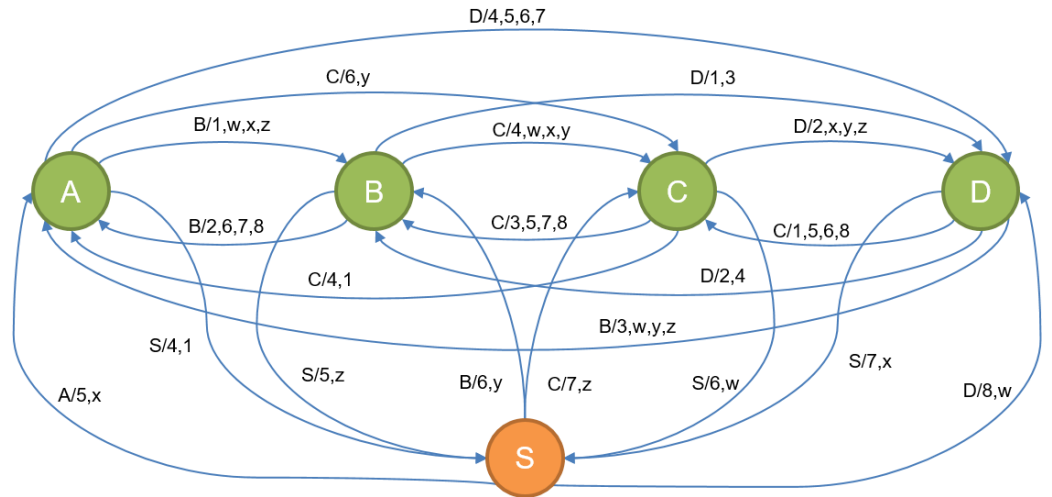 D/4,5,6,7
C/6,y
D/1,3
B/1,w,x,z
C/4,w,x,y
D/2,x,y,z
A
B
C
D
B/2,6,7,8
C/3,5,7,8
C/1,5,6,8
C/4,1
D/2,4
B/3,w,y,z
S/4,1
S/5,z
B/6,y
C/7,z
S/6,w
S/7,x
A/5,x
D/8,w
S